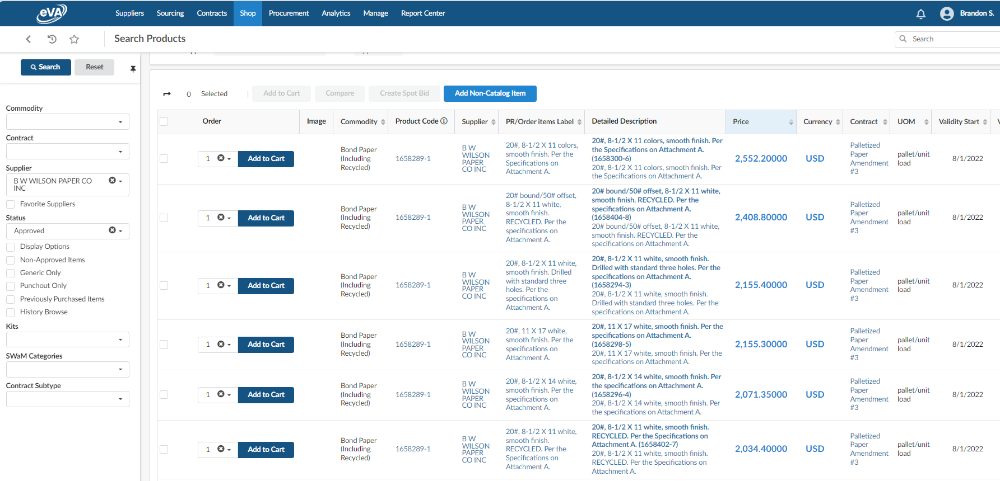 eVA
Suppliers Sourcing Contracts Shop Procurement Analytics Manage Report Center
Brandon S.
Search Products
Search
Search Reset
Commodity
Contract
Supplier
B W WILSON PAPER CO
INC
Favorite Suppliers
Status
Approved
Display Options
Non-Approved Items
Generic Only
Punchout Only
Previously Purchased Items
History Browse
Kits
SWaM Categories
Contract Subtype
0 Selected Add to Cart Compare Create Spot Bid Add Non-Catalog Item
Order Image Commodity Product Code Supplier PR/Order items Label Detailed Description Price Currency Contract UOM Validity Start V
1 Add to Cart
Bond Paper
(Including
Recycled)
1658289-1
B W
WILSON
PAPER
CO INC
20#, 8-1/2 X 11 colors,
smooth finish. Per the
Specifications on
Attachment A.
20#, 8-1/2 X 11 colors, smooth finish. Per
the Specifications on Attachment A.
(1658300-6)
20#, 8-1/2 X 11 colors, smooth finish. Per
the Specifications on Attachment A.
2,552.20000
USD
Palletized
Paper
Amendment
#3
pallet/unit
load
8/1/2022
1 Add to Cart
Bond Paper
(Including
Recycled)
1658289-1
B W
WILSON
PAPER
CO INC
20# bound/50# offset,
8-1/2 X 11 white,
smooth finish.
RECYCLED. Per the
specifications on
Attachment A.
20# bound/50# offset, 8-1/2 X 11 white,
smooth finish. RECYCLED. Per the
specifications on Attachment A.
(1658404-8)
20# bound/50# offset, 8-1/2 X 11 white,
smooth finish. RECYCLED. Per the
specifications on Attachment A.
2,408.80000
USD
Palletized
Paper
Amendment
#3
pallet/unit
load
8/1/2022
1 Add to Cart
Bond Paper
(Including
Recycled)
1658289-1
B W
WILSON
PAPER
CO INC
20#, 8-1/2 X 11 white,
smooth finish. Drilled
with standard three
holes. Per the
specifications on
Attachment A.
20#, 8-1/2 X 11 white, smooth finish.
Drilled with standard three holes. Per the
specifications on Attachment A.
(1658294-3)
20#, 8-1/2 X 11 white, smooth finish.
Drilled with standard three holes. Per the
specifications on Attachment A.
2,155.40000
USD
Palletized
Paper
Amendment
#3
pallet/unit
load
8/1/2022
1 Add to Cart
Bond Paper
(Including
Recycled)
1658289-1
B W
WILSON
PAPER
CO INC
20#, 11 X 17 white,
smooth finish. Per the
specifications on
Attachment A.
20#, 11 X 17 white, smooth finish. Per the
specifications on Attachment A.
(1658298-5)
20#, 11 X 17 white, smooth finish. Per the
specifications on Attachment A.
2,155.30000
USD
Palletized
Paper
Amendment
#3
pallet/unit
load
8/1/2022
1 Add to Cart
Bond Paper
(Including
Recycled)
1658289-1
B W
WILSON
PAPER
CO INC
20#, 8-1/2 X 14 white,
smooth finish. Per the
specifications on
Attachment A.
20#, 8-1/2 X 14 white, smooth finish. Per
the specifications on Attachment A.
(1658296-4)
20#, 8-1/2 X 14 white, smooth finish. Per
the specifications on Attachment A.
2,071.35000
USD
Palletized
Paper
Amendment
#3
pallet/unit
load
8/1/2022
1 Add to Cart
Bond Paper
(Including
Recycled)
1658289-1
B W
WILSON
PAPER
CO INC
20#, 8-1/2 X 11 white,
smooth finish.
RECYCLED. Per the
Specifications on
Attachment A.
20#, 8-1/2 X 11 white, smooth finish.
RECYCLED. Per the Specifications on
Attachment A. (1658402-7)
20#, 8-1/2 X 11 white, smooth finish.
RECYCLED. Per the Specifications on
Attachment A.
2,034.40000
USD
Palletized
Paper
Amendment
#3
pallet/unit
load
8/1/2022